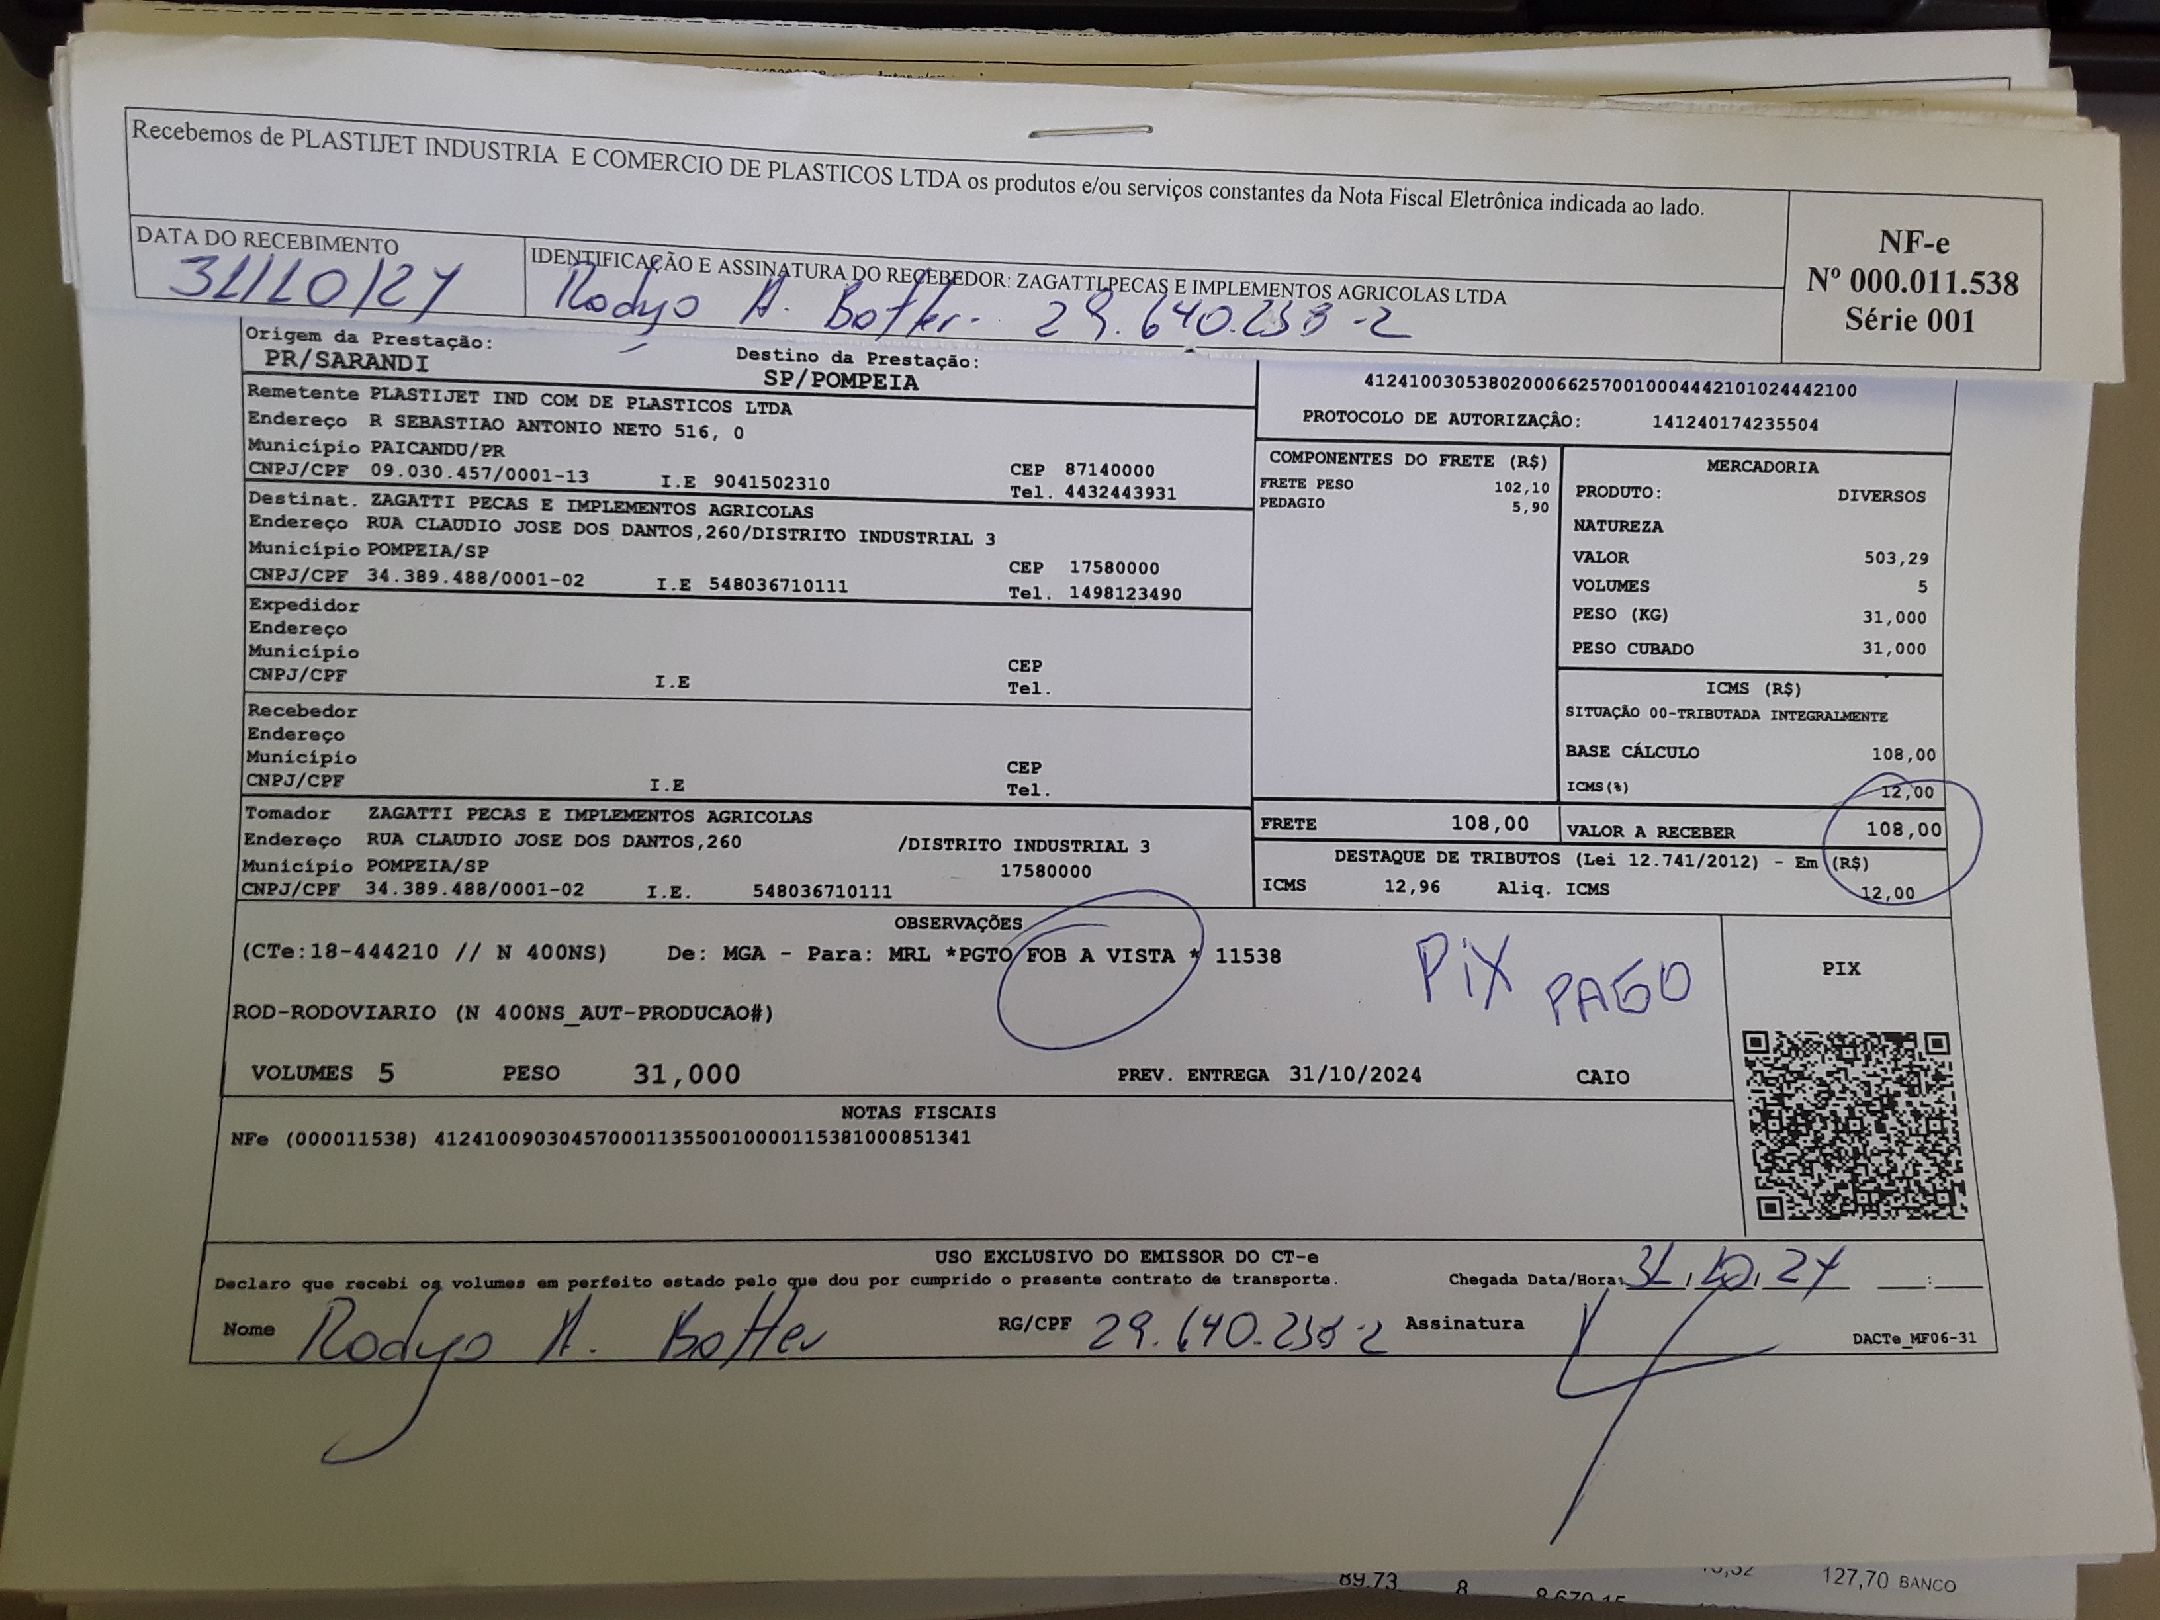 Recebemos de PLASTIJET INDUSTRIA E COMERCIO DE PLASTICOS LTDA os produtos e/ou serviços constantes da Nota Fiscal Eletrônica indicada ao lado.
DATA DO RECEBIMENTO
31/10/24
IDENTIFICAÇÃO E ASSINATURA DO RECEBEDOR: ZAGATTI PECAS E IMPLEMENTOS AGRICOLAS LTDA
A. Botter 29.640.238-2
NF-e
Nº 000.011.538
Série 001
Origem da Prestação:
PR/SARANDI
Destino da Prestação:
SP/POMPEIA
Remetente PLASTIJET IND COM DE PLASTICOS LTDA
Endereço R SEBASTIAO ANTONIO NETO 516, 0
Município PAICANDU/PR
CNPJ/CPF 09.030.457/0001-13 I.E 9041502310 CEP 87140000
Tel. 4432443931
Destinat. ZAGATTI PECAS E IMPLEMENTOS AGRICOLAS
Endereço RUA CLAUDIO JOSE DOS DANTOS,260/DISTRITO INDUSTRIAL 3
Município POMPEIA/SP
CNPJ/CPF 34.389.488/0001-02 I.E 548036710111 CEP 17580000
Tel. 1498123490
Expedidor
Endereço
Município
CNPJ/CPF I.E CEP
Tel.
Recebedor
Endereço
Município
CNPJ/CPF I.E CEP
Tel.
Tomador ZAGATTI PECAS E IMPLEMENTOS AGRICOLAS
Endereço RUA CLAUDIO JOSE DOS DANTOS,260 /DISTRITO INDUSTRIAL 3
Município POMPEIA/SP 17580000
CNPJ/CPF 34.389.488/0001-02 I.E. 548036710111
41241003053802000662570010004442101024442100
PROTOCOLO DE AUTORIZAÇÂO: 141240174235504
COMPONENTES DO FRETE (R$)
FRETE PESO 102,10
PEDAGIO 5,90
MERCADORIA
PRODUTO: DIVERSOS
NATUREZA
VALOR 503,29
VOLUMES 5
PESO (KG) 31,000
PESO CUBADO 31,000
ICMS (R$)
SITUAÇÃO 00-TRIBUTADA INTEGRALMENTE
BASE CÁLCULO 108,00
ICMS(%) 12,00
FRETE 108,00 VALOR A RECEBER 108,00
DESTAQUE DE TRIBUTOS (Lei 12.741/2012) - Em (R$)
ICMS 12,96 Aliq. ICMS 12,00
OBSERVAÇÕES
(CTe:18-444210 // N 400NS) De: MGA - Para: MRL *PGTO FOB A VISTA * 11538
PIX PAGO
PIX
ROD-RODOVIARIO (N 400NS_AUT-PRODUCAO#)
VOLUMES 5 PESO 31,000 PREV. ENTREGA 31/10/2024 CAIO
NOTAS FISCAIS
NFe (000011538) 41241009030457000113550010000115381000851341
USO EXCLUSIVO DO EMISSOR DO CT-e
Declaro que recebi os volumes em perfeito estado pelo que dou por cumprido o presente contrato de transporte. Chegada Data/Hora: 31, 10, 24 __:__
Nome A. Botter RG/CPF 29.640.238-2 Assinatura
DACTe_MF06-31
89,73 8 127,70 BANCO